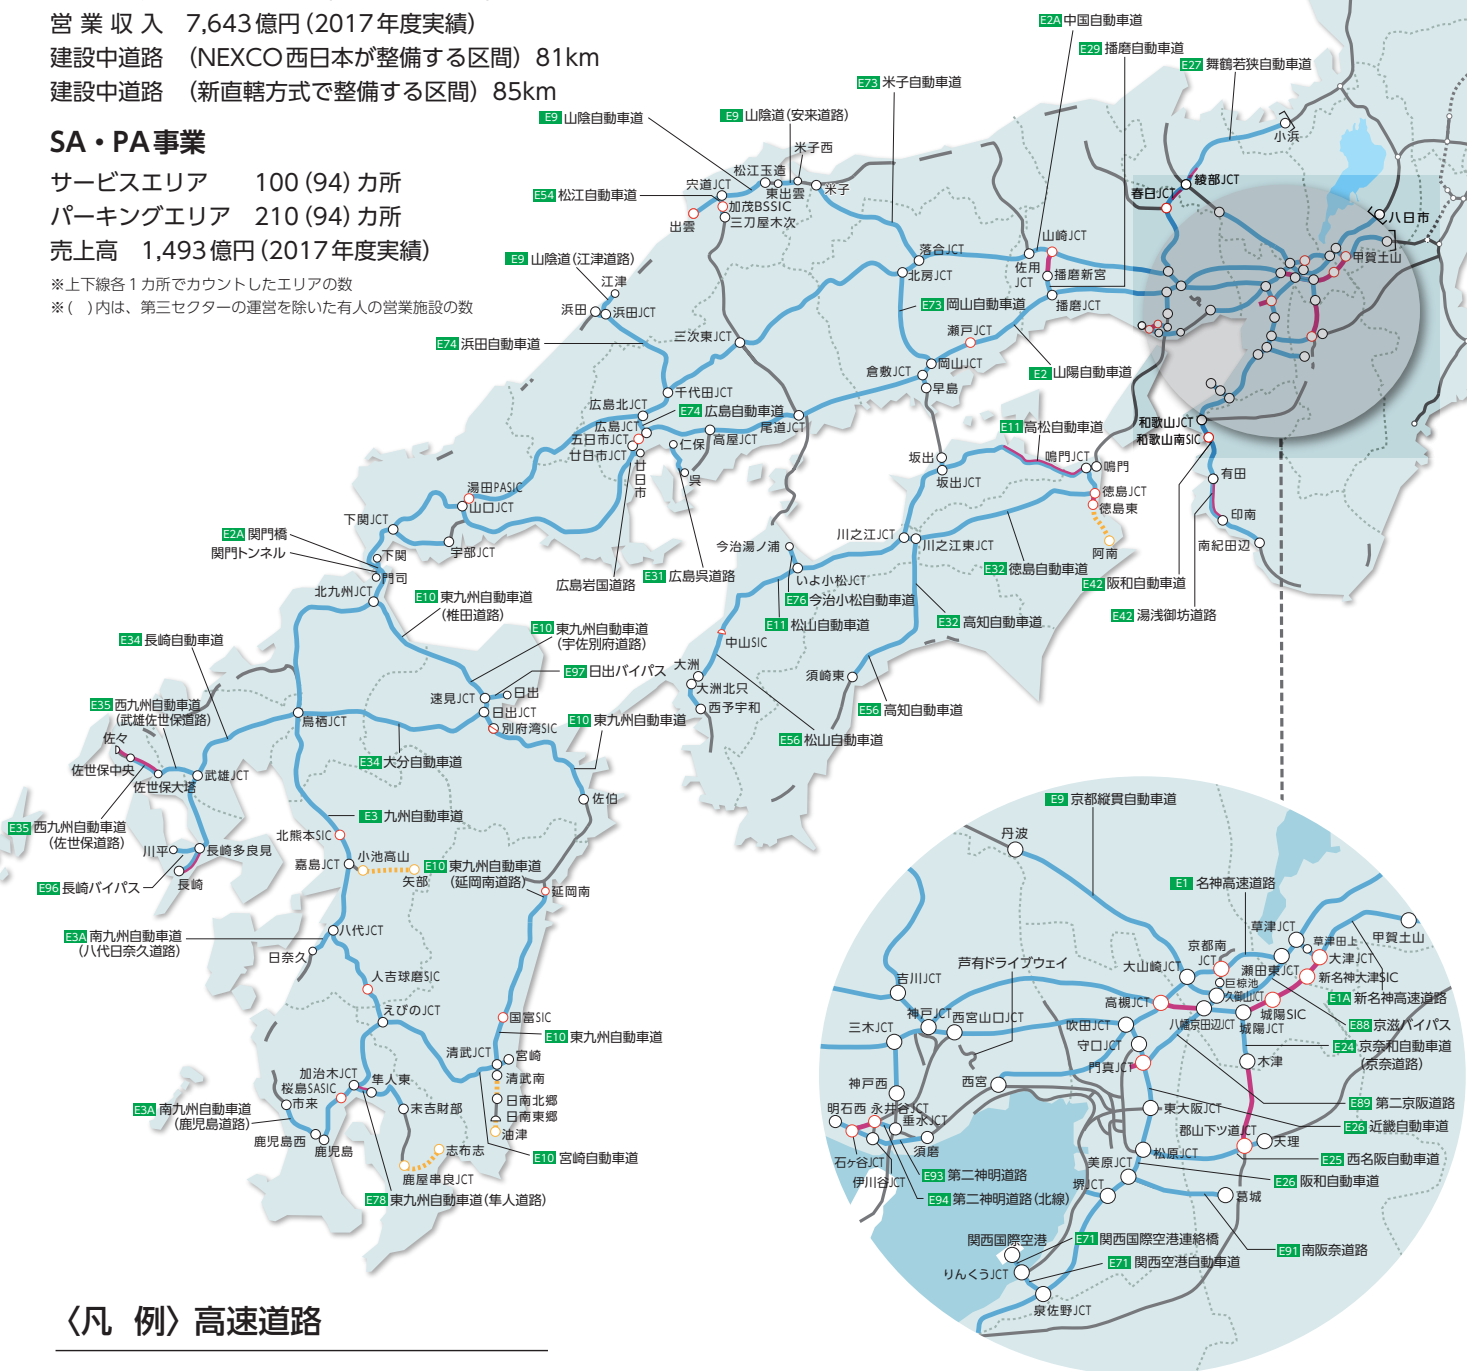 営業収入 7,643億円(2017年度実績)
建設中道路 (NEXCO西日本が整備する区間) 81km
建設中道路 (新直轄方式で整備する区間) 85km
SA・PA事業
サービスエリア 100(94)カ所
パーキングエリア 210(94)カ所
売上高 1,493億円(2017年度実績)
※上下線各1カ所でカウントしたエリアの数
※( )内は、第三セクターの運営を除いた有人の営業施設の数
E2A 中国自動車道
E29 播磨自動車道
E27 舞鶴若狭自動車道
E73 米子自動車道
E9 山陰自動車道
E9 山陰道(安来道路)
小浜
米子西
松江玉造
穴道JCT
東出雲
米子
綾部JCT
春日JCT
E54 松江自動車道
加茂BSSIC
出雲
三刀屋木次
八日市
山崎JCT
落合JCT
佐用JCT
甲賀土山
E9 山陰道(江津道路)
北房JCT
播磨新宮
江津
浜田
浜田JCT
E73 岡山自動車道
播磨JCT
瀬戸JCT
E74 浜田自動車道
三次東JCT
岡山JCT
倉敷JCT
早島
E2 山陽自動車道
千代田JCT
広島北JCT
E74 広島自動車道
広島JCT
尾道JCT
五日市JCT
廿日市JCT
仁保
高屋JCT
廿日市
呉
E11 高松自動車道
和歌山JCT
和歌山南SIC
坂出
鳴門JCT
鳴門
坂出JCT
有田
湯田PASIC
山口JCT
徳島JCT
徳島東
印南
下関JCT
宇部JCT
川之江JCT
川之江東JCT
阿南
南紀田辺
E2A 関門橋
関門トンネル
下関
門司
今治湯ノ浦
いよ小松JCT
広島岩国道路
E31 広島呉道路
E32 徳島自動車道
E42 阪和自動車道
北九州JCT
E10 東九州自動車道
(椎田道路)
E76 今治小松自動車道
E11 松山自動車道
E32 高知自動車道
E42 湯浅御坊道路
E34 長崎自動車道
E10 東九州自動車道
(宇佐別府道路)
中山SIC
E97 日出バイパス
大洲
大洲北只
須崎東
西予宇和
E35 西九州自動車道
(武雄佐世保道路)
速見JCT
日出
日出JCT
鳥栖JCT
別府湾SIC
E10 東九州自動車道
E56 高知自動車道
E56 松山自動車道
佐々
佐世保中央
佐世保大塔
武雄JCT
E34 大分自動車道
佐伯
E35 西九州自動車道
(佐世保道路)
E3 九州自動車道
北熊本SIC
川平
長崎多良見
嘉島JCT
小池高山
矢部
E10 東九州自動車道
(延岡南道路)
E96 長崎バイパス
長崎
延岡南
E3A 南九州自動車道
(八代日奈久道路)
八代JCT
日奈久
人吉球磨SIC
えびのJCT
国富SIC
E10 東九州自動車道
清武JCT
宮崎
清武南
加治木JCT
桜島SASIC
隼人東
市来
日南北郷
末吉財部
日南東郷
E3A 南九州自動車道
(鹿児島道路)
油津
鹿児島西
鹿児島
志布志
E10 宮崎自動車道
鹿屋串良JCT
E78 東九州自動車道(隼人道路)
E9 京都縦貫自動車道
丹波
E1 名神高速道路
草津JCT
草津田上
甲賀土山
京都南JCT
大山崎JCT
瀬田東JCT
大津JCT
新名神大津SIC
芦有ドライブウェイ
吉川JCT
巨椋池
久御山JCT
E1A 新名神高速道路
高槻JCT
三木JCT
神戸JCT
西宮山口JCT
吹田JCT
八幡京田辺JCT
城陽SIC
城陽JCT
E88 京滋バイパス
守口JCT
E24 京奈和自動車道
(京奈道路)
門真JCT
木津
神戸西
西宮
明石西
永井谷JCT
垂水JCT
東大阪JCT
E89 第二京阪道路
須磨
郡山下ツ道JCT
天理
E26 近畿自動車道
石ヶ谷JCT
伊川谷JCT
松原JCT
美原JCT
E25 西名阪自動車道
E93 第二神明道路
堺JCT
E26 阪和自動車道
E94 第二神明道路(北線)
葛城
関西国際空港
E71 関西国際空港連絡橋
E91 南阪奈道路
りんくうJCT
E71 関西空港自動車道
泉佐野JCT
〈凡 例〉高速道路